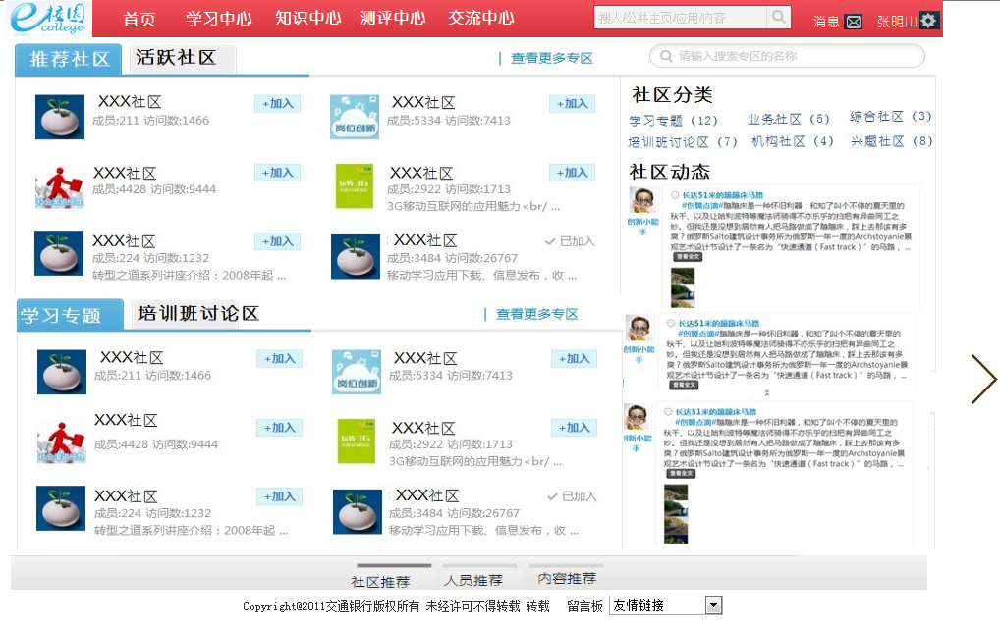 e校园 college 首页 学习中心 知识中心 测评中心 交流中心 搜人/公共主页/应用/内容 消息 张明山
推荐社区 活跃社区 | 查看更多专区
请输入搜索专区的名称
XXX社区 +加入
成员:211 访问数:1466
岗位创新
XXX社区 +加入
成员:5334 访问数:7413
XXX社区 +加入
成员:4428 访问数:9444
玩转3G
XXX社区 +加入
成员:2922 访问数:1713
3G移动互联网的应用魅力<br/ ...
XXX社区 +加入
成员:224 访问数:1232
转型之道系列讲座介绍：2008年起 ...
XXX社区 ✓ 已加入
成员:3484 访问数:26767
移动学习应用下载、信息发布，收 ...
学习专题 培训班讨论区 | 查看更多专区
XXX社区 +加入
成员:211 访问数:1466
岗位创新
XXX社区 +加入
成员:5334 访问数:7413
XXX社区 +加入
成员:4428 访问数:9444
玩转3G
XXX社区 +加入
成员:2922 访问数:1713
3G移动互联网的应用魅力<br/ ...
XXX社区 +加入
成员:224 访问数:1232
转型之道系列讲座介绍：2008年起 ...
XXX社区 ✓ 已加入
成员:3484 访问数:26767
移动学习应用下载、信息发布，收 ...
社区分类
学习专题 (12) 业务社区 (5) 综合社区 (3)
培训班讨论区 (7) 机构社区 (4) 兴趣社区 (8)
社区动态
创新小能手
长达51米的蹦蹦床马路
#创翼点滴#蹦蹦床是一种怀旧利器，和知了叫个不停的夏天里的
秋千、以及让哈利波特等魔法师骑得不亦乐乎的扫把有异曲同工之
妙。但我还是没想到居然有人把马路做成了蹦蹦床，踩上去那该有多
爽？俄罗斯Salto建筑设计事务所为俄罗斯一年一度的Archstoyanie景
观艺术设计节设计了一条名为“快速通道（Fast track）”的马路，...
查看全文
创新小能手
长达51米的蹦蹦床马路
#创翼点滴#蹦蹦床是一种怀旧利器，和知了叫个不停的夏天里的
秋千、以及让哈利波特等魔法师骑得不亦乐乎的扫把有异曲同工之
妙。但我还是没想到居然有人把马路做成了蹦蹦床，踩上去那该有多
爽？俄罗斯Salto建筑设计事务所为俄罗斯一年一度的Archstoyanie景
观艺术设计节设计了一条名为“快速通道（Fast track）”的马路，...
查看全文
创新小能手
长达51米的蹦蹦床马路
#创翼点滴#蹦蹦床是一种怀旧利器，和知了叫个不停的夏天里的
秋千、以及让哈利波特等魔法师骑得不亦乐乎的扫把有异曲同工之
妙。但我还是没想到居然有人把马路做成了蹦蹦床，踩上去那该有多
爽？俄罗斯Salto建筑设计事务所为俄罗斯一年一度的Archstoyanie景
观艺术设计节设计了一条名为“快速通道（Fast track）”的马路，...
查看全文
社区推荐 人员推荐 内容推荐
Copyright@2011交通银行版权所有 未经许可不得转载 转载 留言板 友情链接